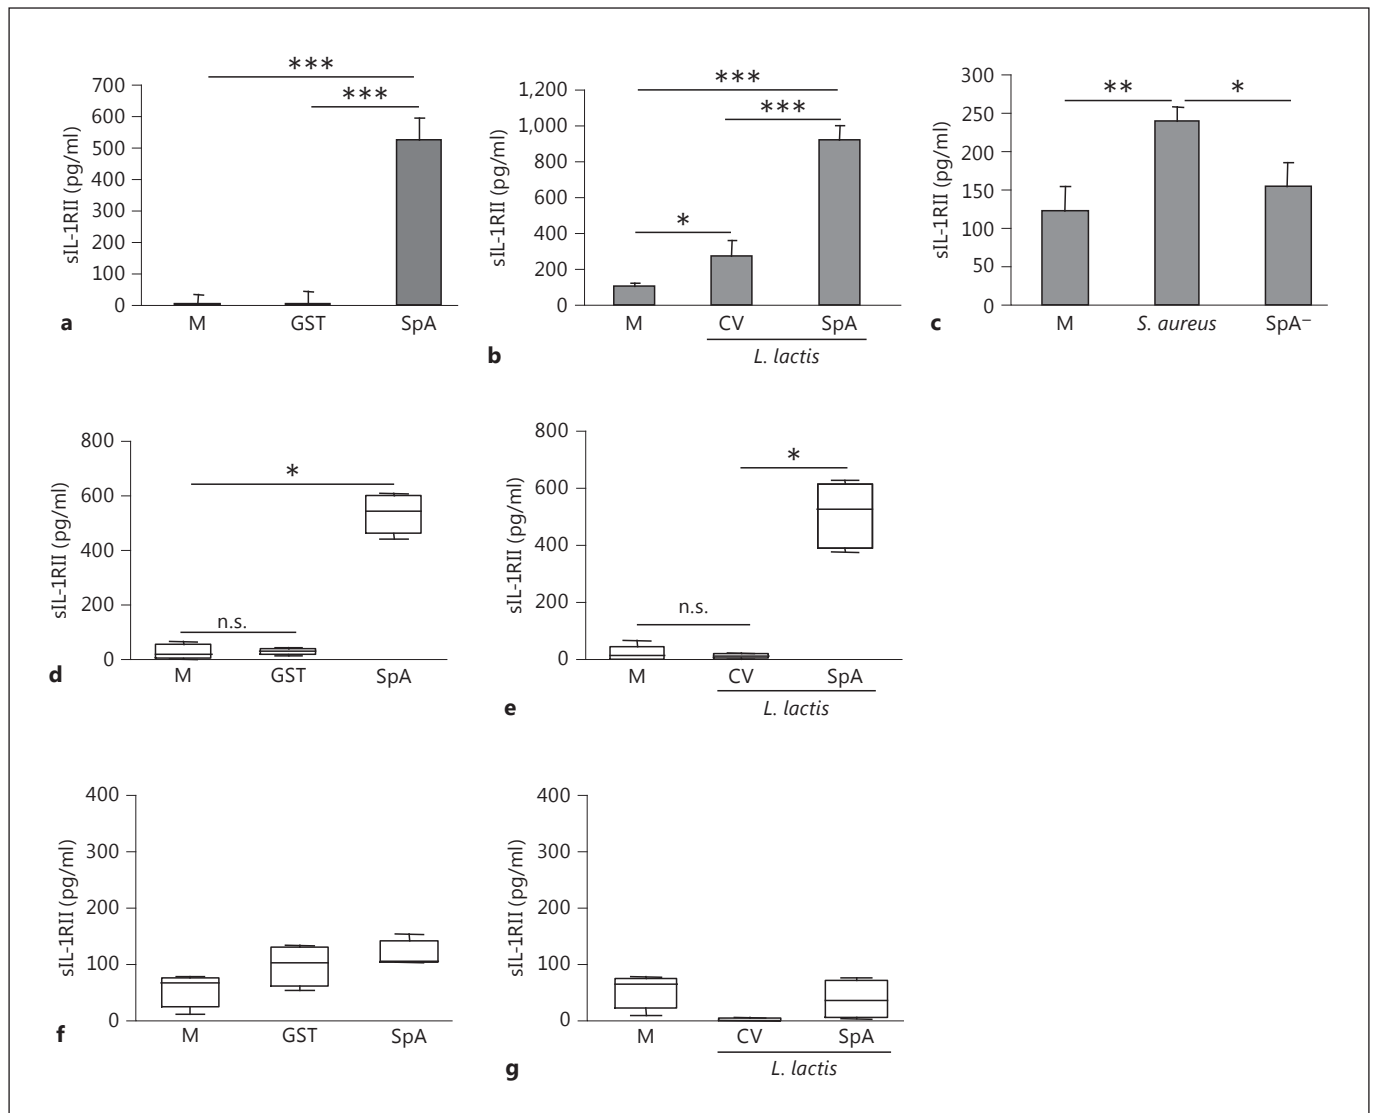 ***
***
700
600
500
400
300
200
100
0
sIL-1RII (pg/ml)
M GST SpA
a
***
***
*
1,200
1,000
800
600
400
200
0
sIL-1RII (pg/ml)
M CV SpA
L. lactis
b
** *
300
250
200
150
100
50
0
sIL-1RII (pg/ml)
M S. aureus SpA–
c
*
n.s.
800
600
400
200
0
sIL-1RII (pg/ml)
M GST SpA
d
*
n.s.
800
600
400
200
0
sIL-1RII (pg/ml)
M CV SpA
L. lactis
e
400
300
200
100
0
sIL-1RII (pg/ml)
M GST SpA
f
400
300
200
100
0
sIL-1RII (pg/ml)
M CV SpA
L. lactis
g